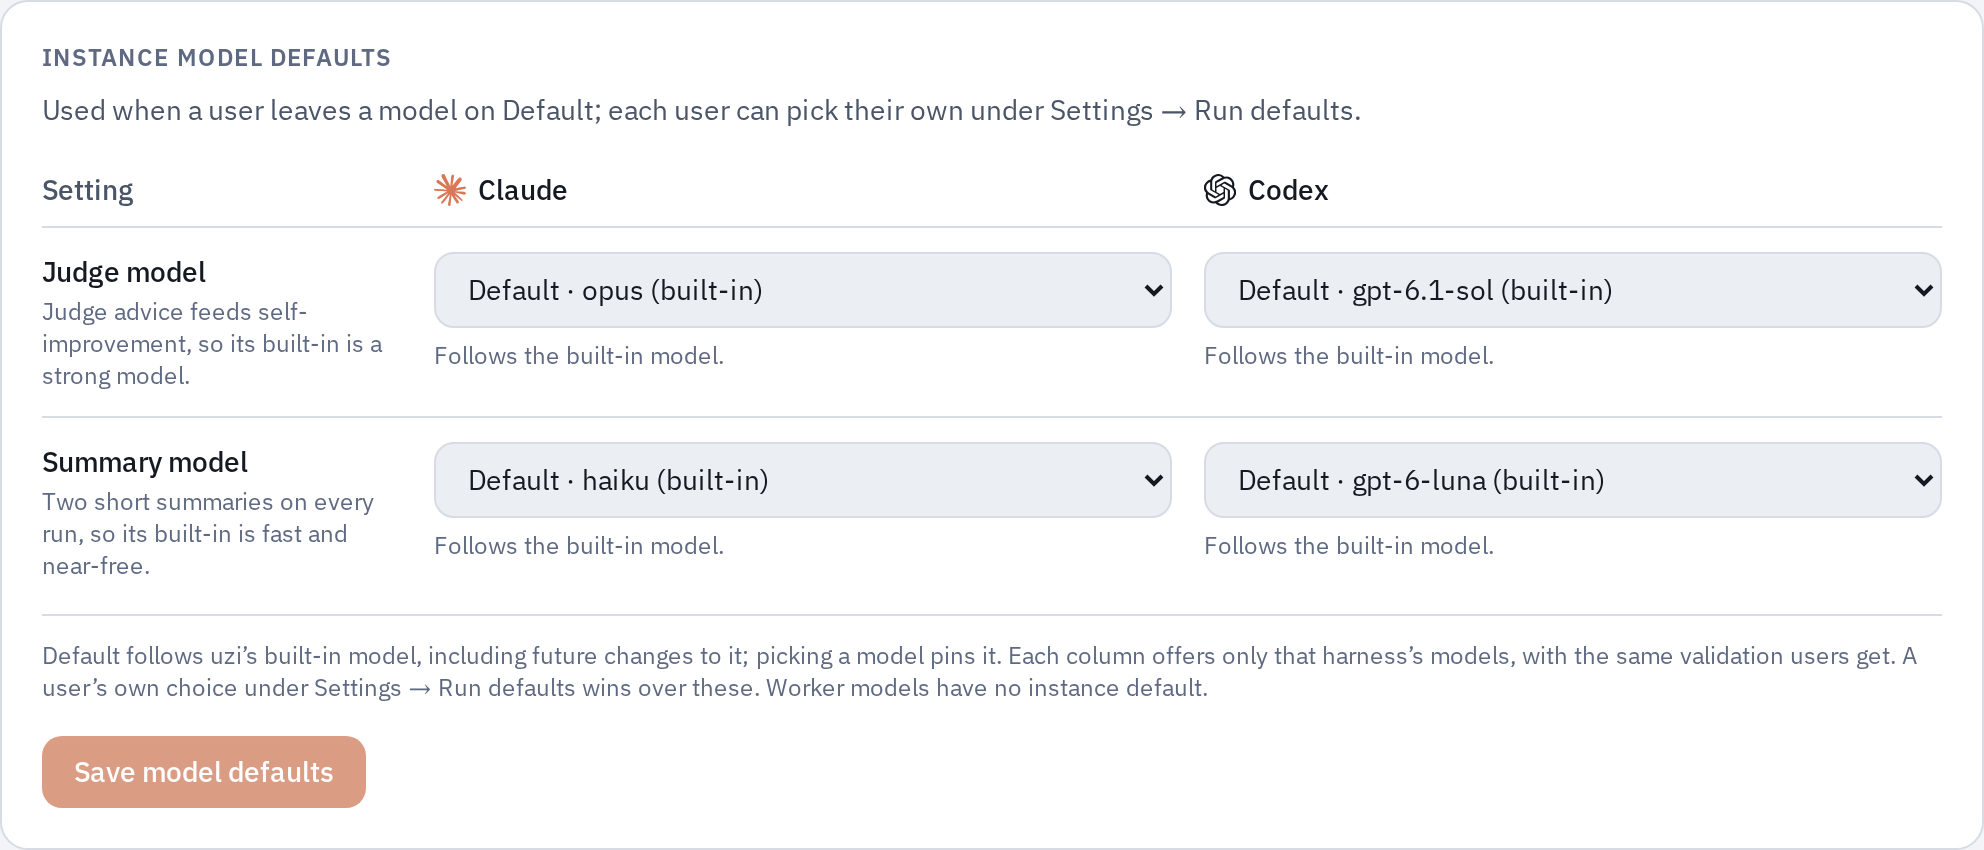 INSTANCE MODEL DEFAULTS
Used when a user leaves a model on Default; each user can pick their own under Settings → Run defaults.
Setting
Claude
Codex
Judge model
Judge advice feeds self-
improvement, so its built-in is a
strong model.
Default · opus (built-in)
Follows the built-in model.
Default · gpt-6.1-sol (built-in)
Follows the built-in model.
Summary model
Two short summaries on every
run, so its built-in is fast and
near-free.
Default · haiku (built-in)
Follows the built-in model.
Default · gpt-6-luna (built-in)
Follows the built-in model.
Default follows uzi’s built-in model, including future changes to it; picking a model pins it. Each column offers only that harness’s models, with the same validation users get. A
user’s own choice under Settings → Run defaults wins over these. Worker models have no instance default.
Save model defaults